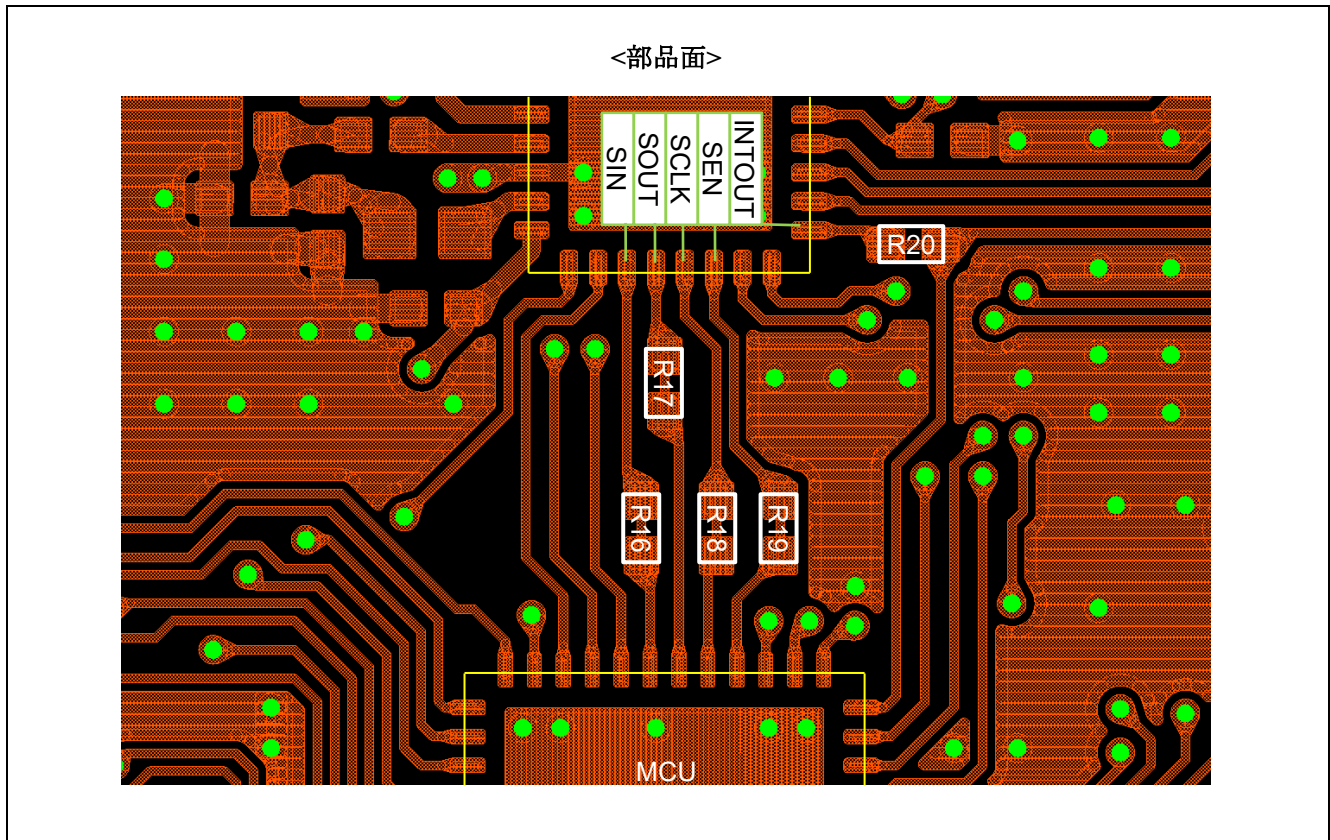 <部品面>
SIN
SOUT
SCLK
SEN
INTOUT
R20
R17
R16
R18
R19
MCU